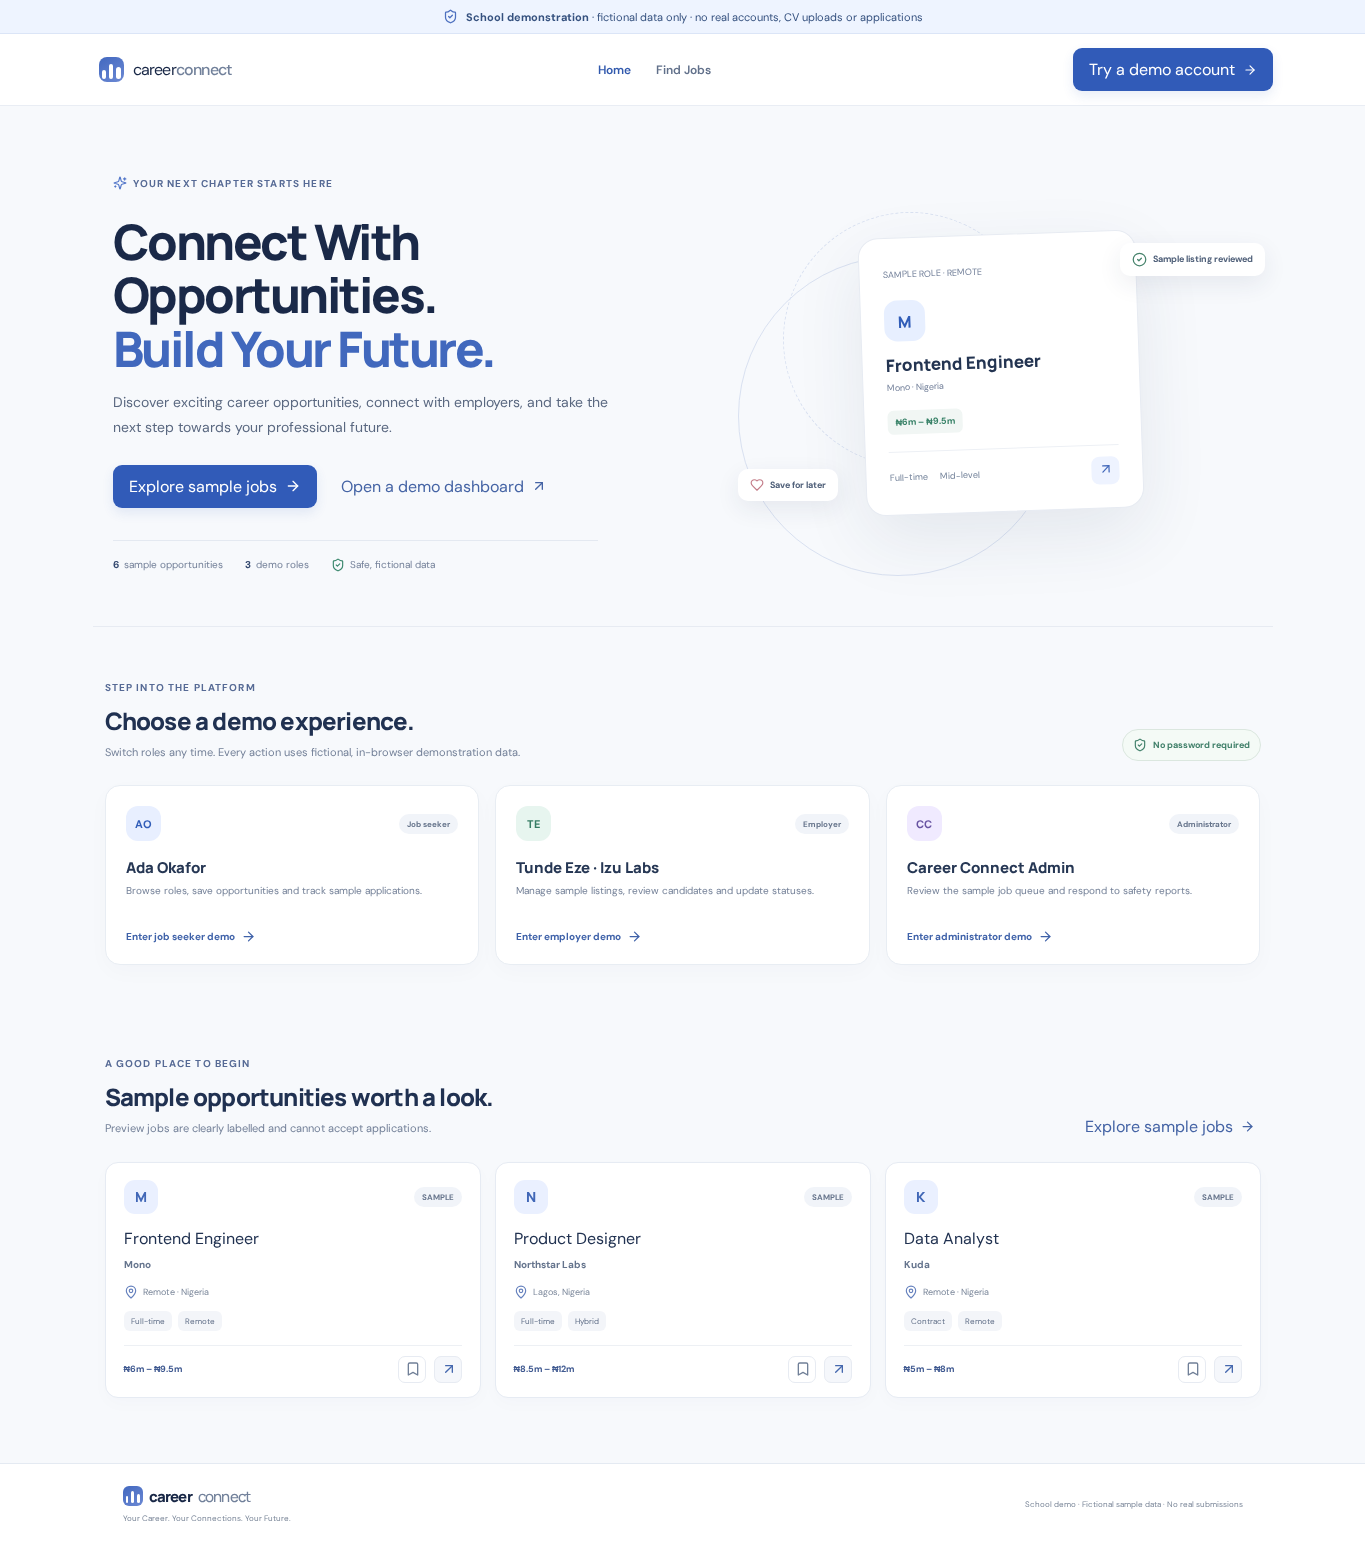 School demonstration · fictional data only · no real accounts, CV uploads or applications
careerconnect
Home
Find Jobs
Try a demo account
YOUR NEXT CHAPTER STARTS HERE
Connect With
Opportunities.
Build Your Future.
Discover exciting career opportunities, connect with employers, and take the
next step towards your professional future.
Explore sample jobs
Open a demo dashboard
6 sample opportunities
3 demo roles
Safe, fictional data
Sample listing reviewed
SAMPLE ROLE · REMOTE
M
Frontend Engineer
Mono · Nigeria
₦6m – ₦9.5m
Full-time
Mid-level
Save for later
STEP INTO THE PLATFORM
Choose a demo experience.
Switch roles any time. Every action uses fictional, in-browser demonstration data.
No password required
AO
Job seeker
Ada Okafor
Browse roles, save opportunities and track sample applications.
Enter job seeker demo
TE
Employer
Tunde Eze · Izu Labs
Manage sample listings, review candidates and update statuses.
Enter employer demo
CC
Administrator
Career Connect Admin
Review the sample job queue and respond to safety reports.
Enter administrator demo
A GOOD PLACE TO BEGIN
Sample opportunities worth a look.
Preview jobs are clearly labelled and cannot accept applications.
Explore sample jobs
M
SAMPLE
Frontend Engineer
Mono
Remote · Nigeria
Full-time
Remote
₦6m – ₦9.5m
N
SAMPLE
Product Designer
Northstar Labs
Lagos, Nigeria
Full-time
Hybrid
₦8.5m – ₦12m
K
SAMPLE
Data Analyst
Kuda
Remote · Nigeria
Contract
Remote
₦5m – ₦8m
career connect
Your Career. Your Connections. Your Future.
School demo · Fictional sample data · No real submissions